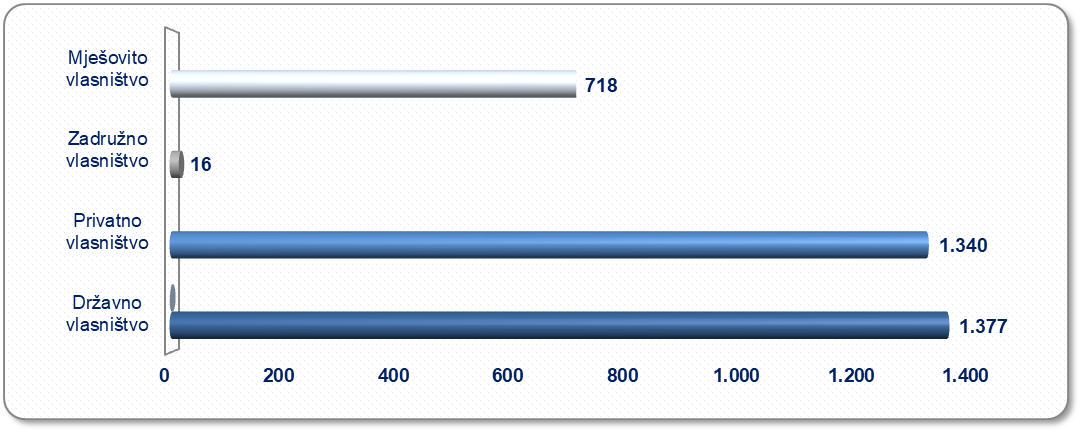 Mješovito
vlasništvo
718
Zadružno
vlasništvo
16
Privatno
vlasništvo
1.340
Državno
vlasništvo
1.377
0 200 400 600 800 1.000 1.200 1.400